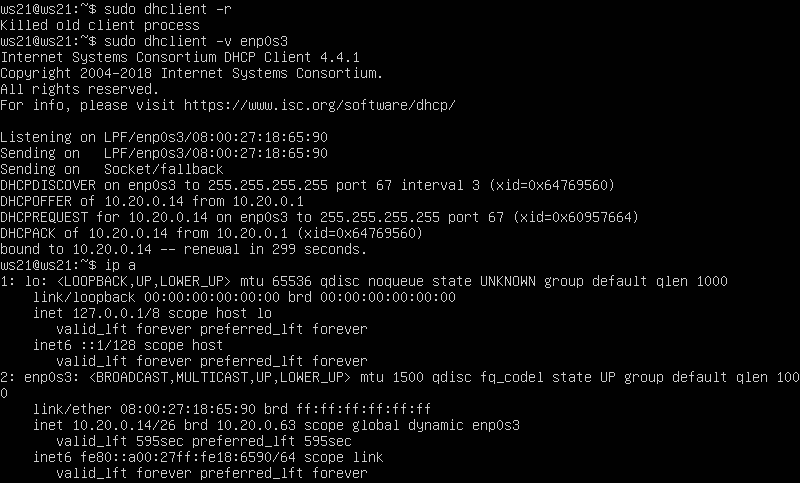 ws21@ws21:~$ sudo dhclient -r
Killed old client process
ws21@ws21:~$ sudo dhclient -v enp0s3
Internet Systems Consortium DHCP Client 4.4.1
Copyright 2004-2018 Internet Systems Consortium.
All rights reserved.
For info, please visit https://www.isc.org/software/dhcp/
Listening on LPF/enp0s3/08:00:27:18:65:90
Sending on   LPF/enp0s3/08:00:27:18:65:90
Sending on   Socket/fallback
DHCPDISCOVER on enp0s3 to 255.255.255.255 port 67 interval 3 (xid=0x64769560)
DHCPOFFER of 10.20.0.14 from 10.20.0.1
DHCPREQUEST for 10.20.0.14 on enp0s3 to 255.255.255.255 port 67 (xid=0x60957664)
DHCPACK of 10.20.0.14 from 10.20.0.1 (xid=0x64769560)
bound to 10.20.0.14 -- renewal in 299 seconds.
ws21@ws21:~$ ip a
1: lo: <LOOPBACK,UP,LOWER_UP> mtu 65536 qdisc noqueue state UNKNOWN group default qlen 1000
    link/loopback 00:00:00:00:00:00 brd 00:00:00:00:00:00
    inet 127.0.0.1/8 scope host lo
       valid_lft forever preferred_lft forever
    inet6 ::1/128 scope host
       valid_lft forever preferred_lft forever
2: enp0s3: <BROADCAST,MULTICAST,UP,LOWER_UP> mtu 1500 qdisc fq_codel state UP group default qlen 100
0
    link/ether 08:00:27:18:65:90 brd ff:ff:ff:ff:ff:ff
    inet 10.20.0.14/26 brd 10.20.0.63 scope global dynamic enp0s3
       valid_lft 595sec preferred_lft 595sec
    inet6 fe80::a00:27ff:fe18:6590/64 scope link
       valid_lft forever preferred_lft forever